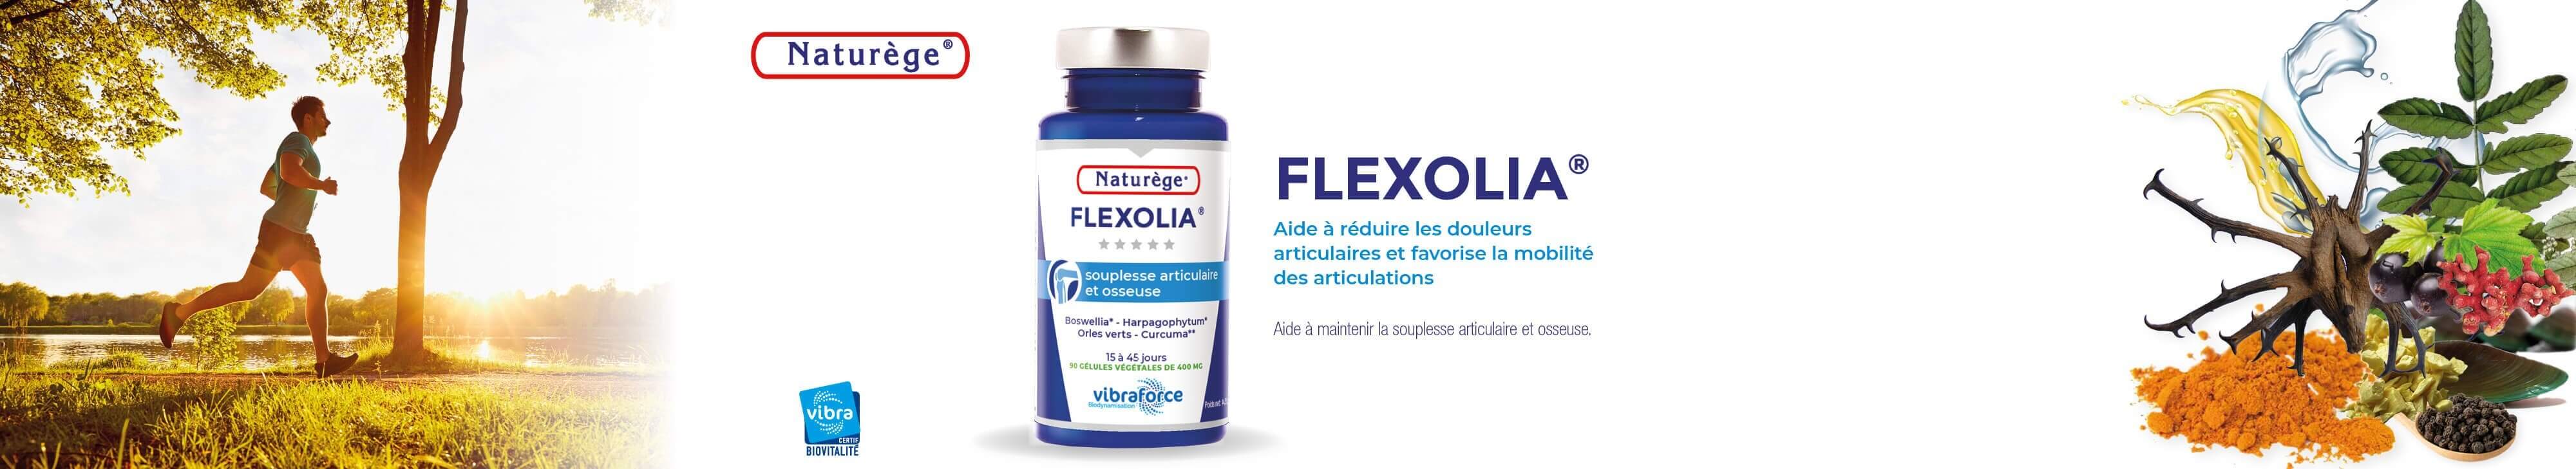 Naturège®
Naturège®
FLEXOLIA®
souplesse articulaire
et osseuse
Boswellia* - Harpagophytum*
Orles verts - Curcuma**
15 à 45 jours
90 GÉLULES VÉGÉTALES DE 400 MG
vibraforce
Biodynamisation
FLEXOLIA®
Aide à réduire les douleurs
articulaires et favorise la mobilité
des articulations
Aide à maintenir la souplesse articulaire et osseuse.
vibra
CERTIF
BIOVITALITÉ